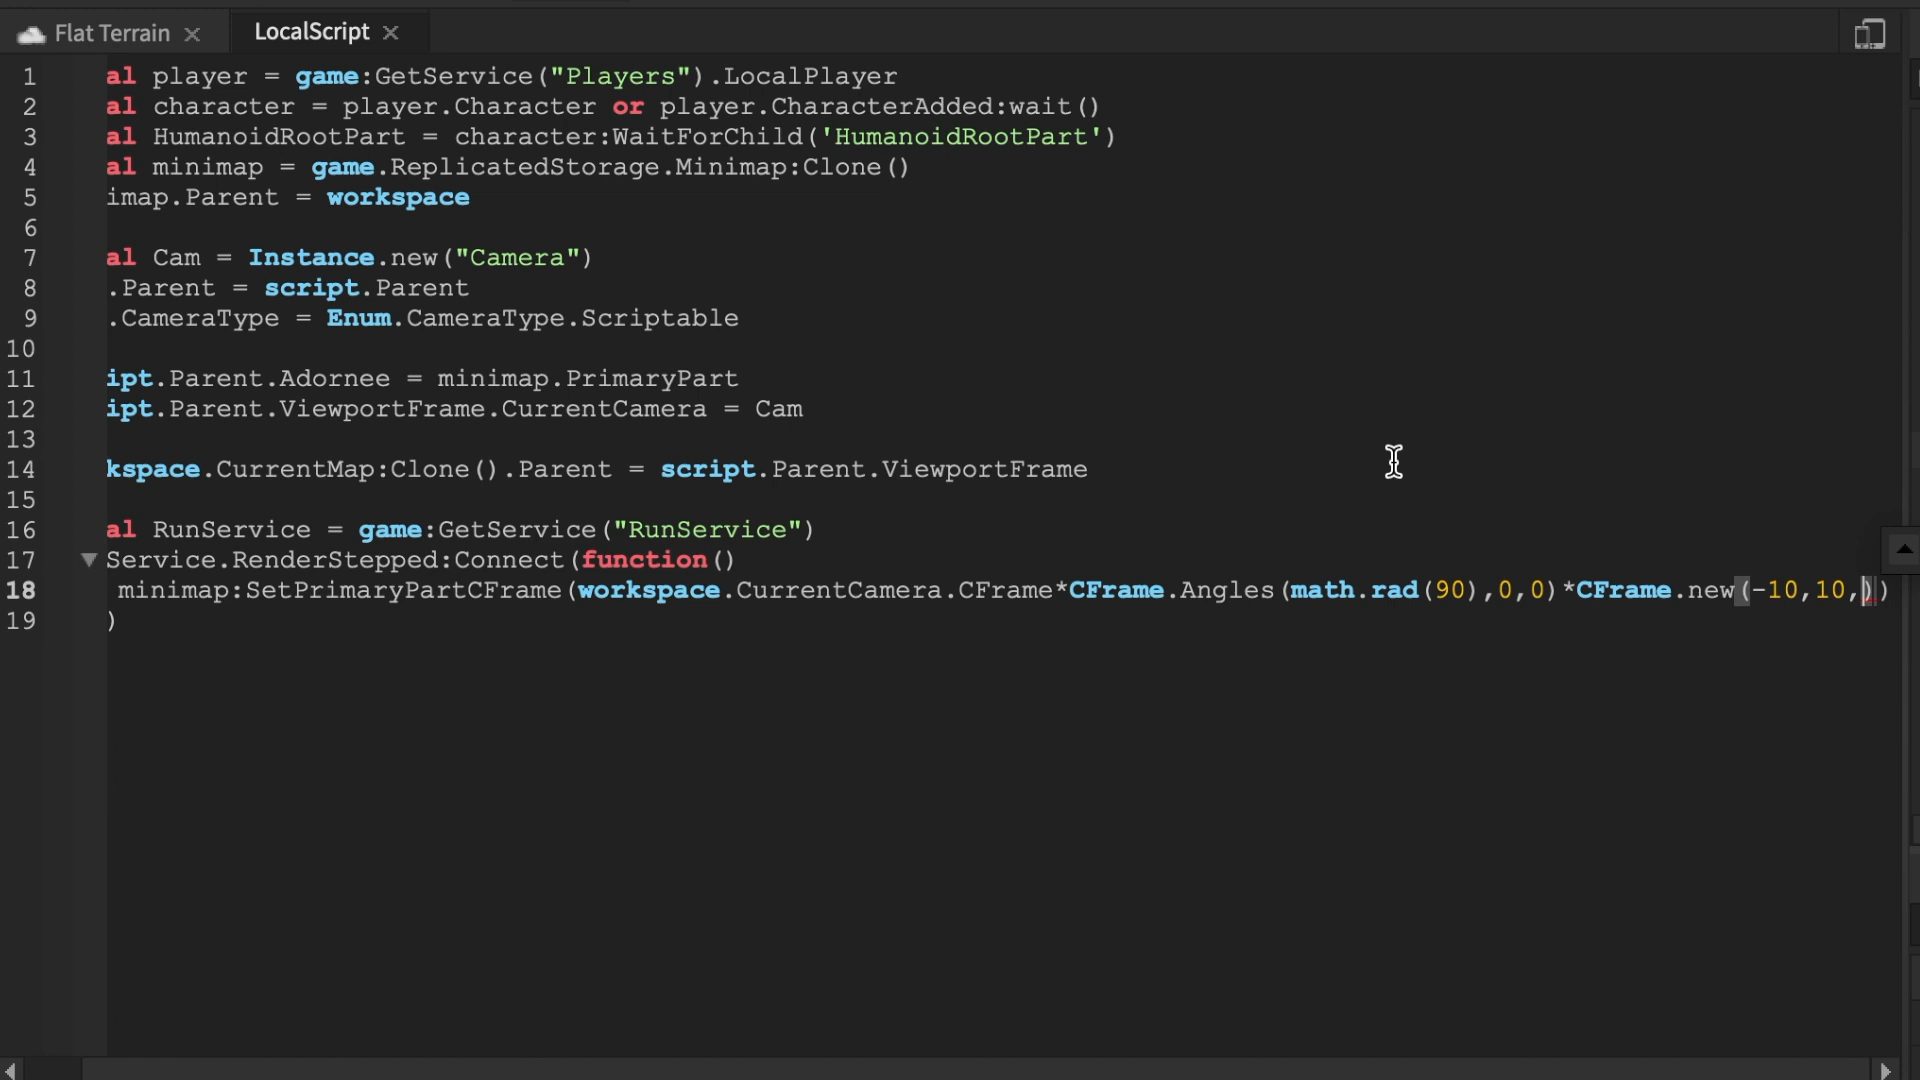 Flat Terrain
LocalScript
1 al player = game:GetService("Players").LocalPlayer
2 al character = player.Character or player.CharacterAdded:wait()
3 al HumanoidRootPart = character:WaitForChild('HumanoidRootPart')
4 al minimap = game.ReplicatedStorage.Minimap:Clone()
5 imap.Parent = workspace
6
7 al Cam = Instance.new("Camera")
8 .Parent = script.Parent
9 .CameraType = Enum.CameraType.Scriptable
10
11 ipt.Parent.Adornee = minimap.PrimaryPart
12 ipt.Parent.ViewportFrame.CurrentCamera = Cam
13
14 kspace.CurrentMap:Clone().Parent = script.Parent.ViewportFrame
15
16 al RunService = game:GetService("RunService")
17 Service.RenderStepped:Connect(function()
18 minimap:SetPrimaryPartCFrame(workspace.CurrentCamera.CFrame*CFrame.Angles(math.rad(90),0,0)*CFrame.new(-10,10,))
19 )